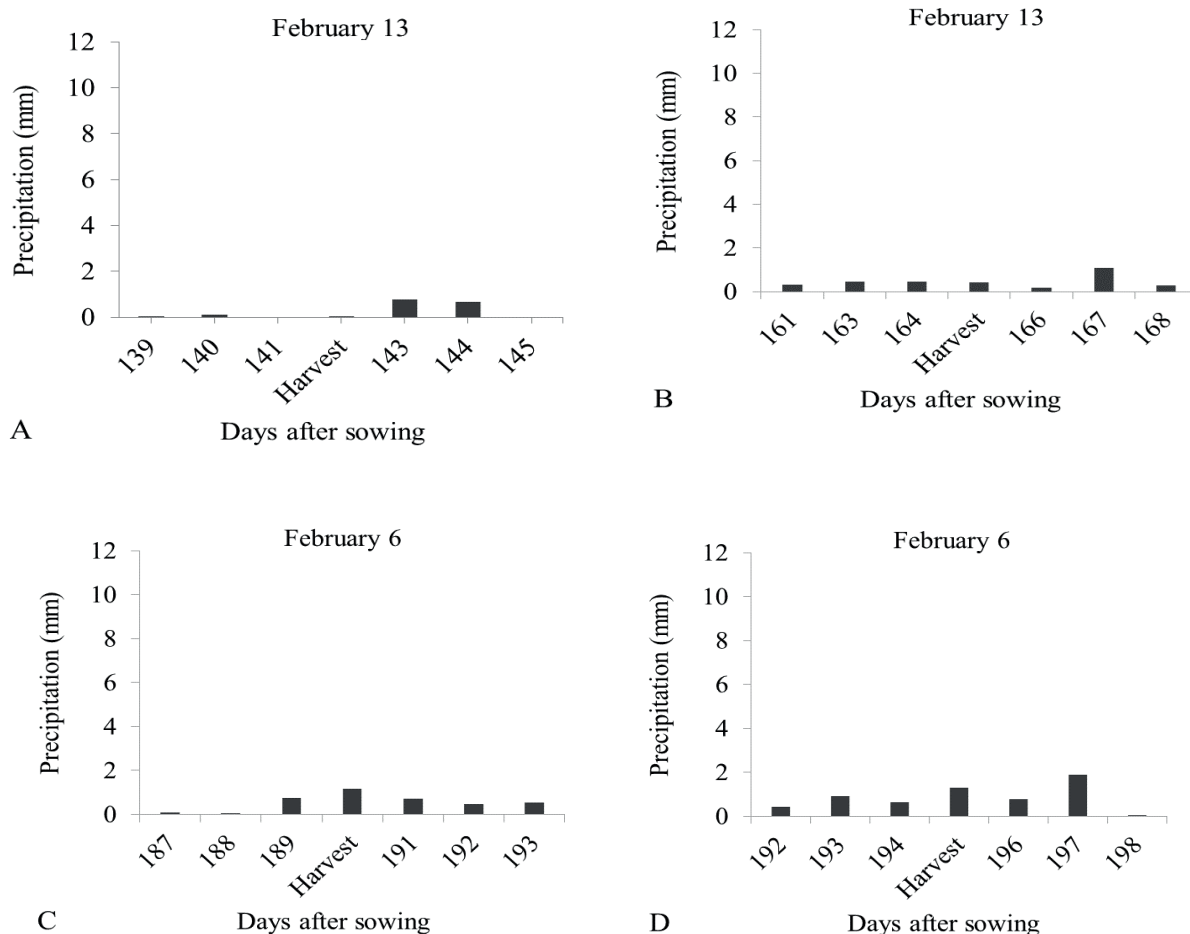 February 13
12
10
8
6
4
2
0
Precipitation (mm)
139 140 141 Harvest 143 144 145
Days after sowing
A
February 13
12
10
8
6
4
2
0
Precipitation (mm)
161 163 164 Harvest 166 167 168
Days after sowing
B
February 6
12
10
8
6
4
2
0
Precipitation (mm)
187 188 189 Harvest 191 192 193
Days after sowing
C
February 6
12
10
8
6
4
2
0
Precipitation (mm)
192 193 194 Harvest 196 197 198
Days after sowing
D